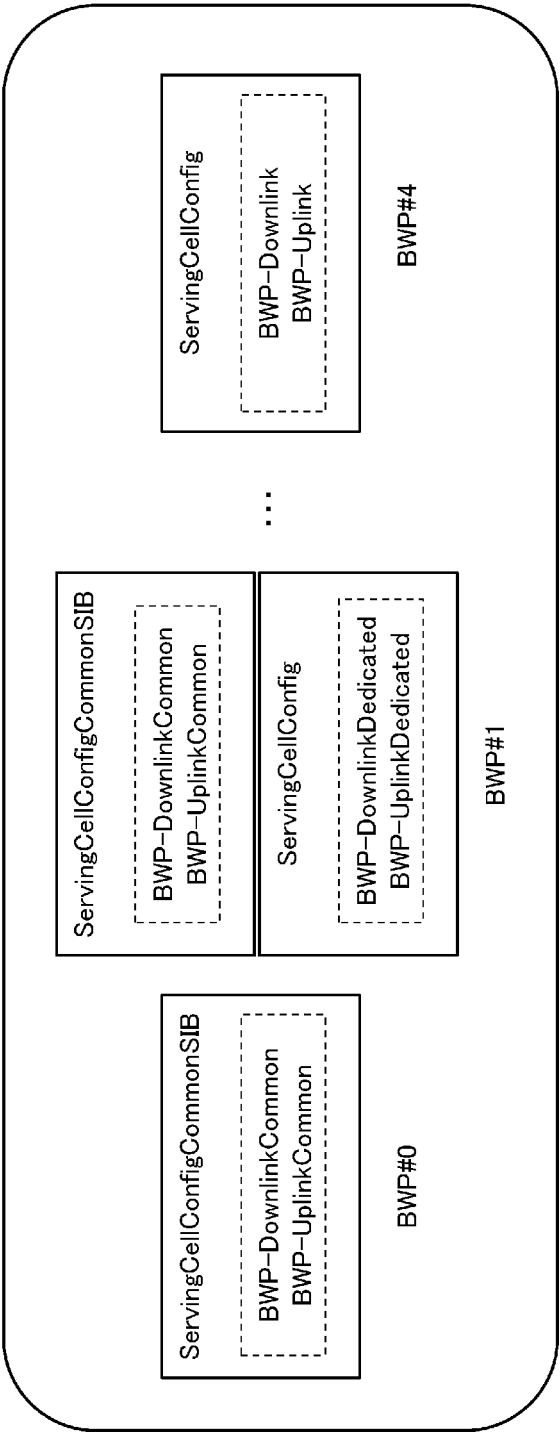 ServingCellConfigCommonSIB
BWP-DownlinkCommon
BWP-UplinkCommon
BWP#0
ServingCellConfigCommonSIB
BWP-DownlinkCommon
BWP-UplinkCommon
ServingCellConfig
BWP-DownlinkDedicated
BWP-UplinkDedicated
BWP#1
...
ServingCellConfig
BWP-Downlink
BWP-Uplink
BWP#4